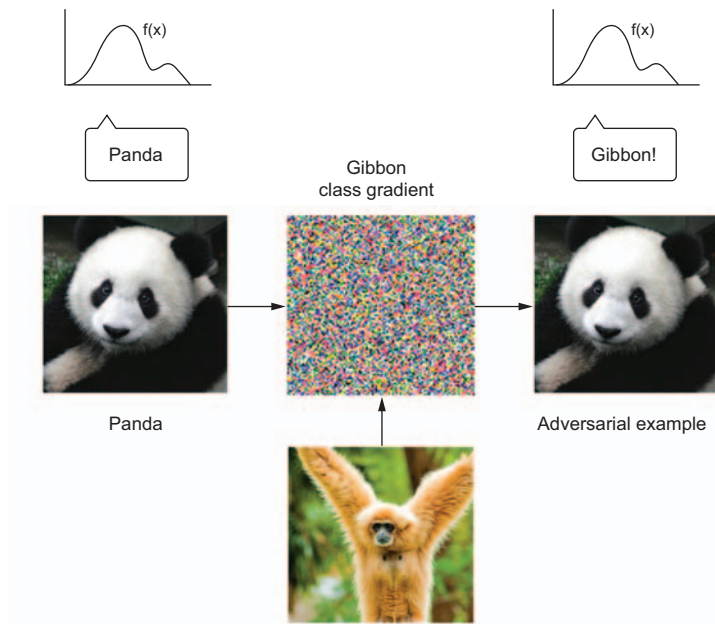 f(x)
f(x)
Panda
Gibbon!
Gibbon
class gradient
Panda
Adversarial example